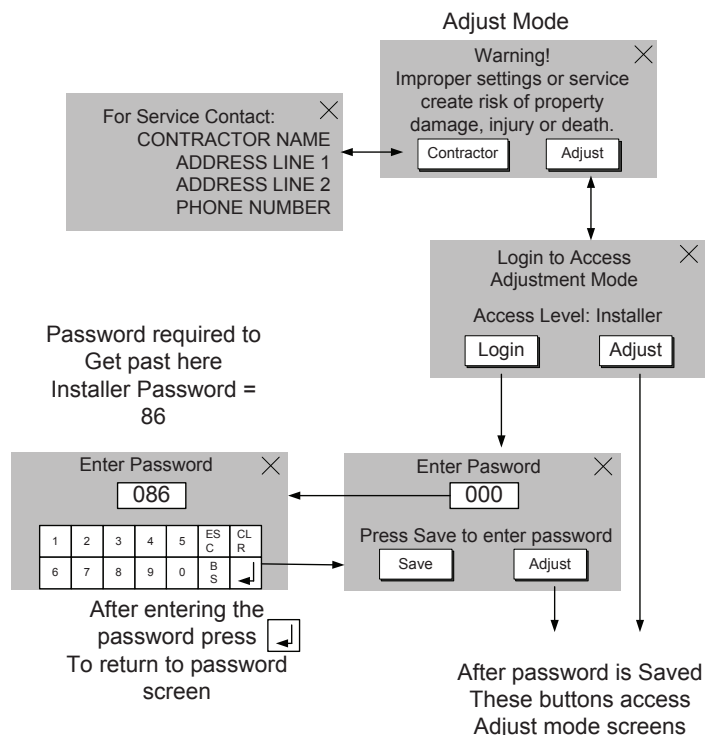 Adjust Mode
Warning!
Improper settings or service
create risk of property
damage, injury or death.
Contractor
Adjust
For Service Contact:
CONTRACTOR NAME
ADDRESS LINE 1
ADDRESS LINE 2
PHONE NUMBER
Login to Access
Adjustment Mode
Access Level: Installer
Login
Adjust
Password required to
Get past here
Installer Password =
86
Enter Password
086
1 2 3 4 5 ES CL
C R
6 7 8 9 0 B
S
Enter Pasword
000
Press Save to enter password
Save
Adjust
After entering the
password press
To return to password
screen
After password is Saved
These buttons access
Adjust mode screens